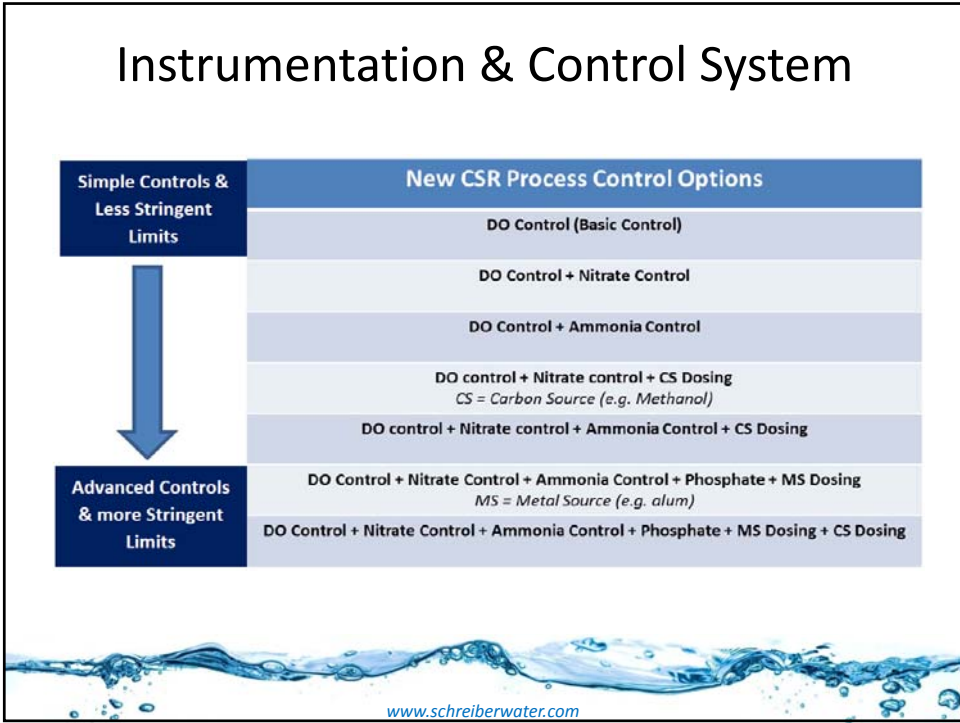 Instrumentation & Control System
Simple Controls &
Less Stringent
Limits
New CSR Process Control Options
DO Control (Basic Control)
DO Control + Nitrate Control
DO Control + Ammonia Control
DO control + Nitrate control + CS Dosing
CS = Carbon Source (e.g. Methanol)
DO control + Nitrate control + Ammonia Control + CS Dosing
Advanced Controls
& more Stringent
Limits
DO Control + Nitrate Control + Ammonia Control + Phosphate + MS Dosing
MS = Metal Source (e.g. alum)
DO Control + Nitrate Control + Ammonia Control + Phosphate + MS Dosing + CS Dosing
www.schreiberwater.com